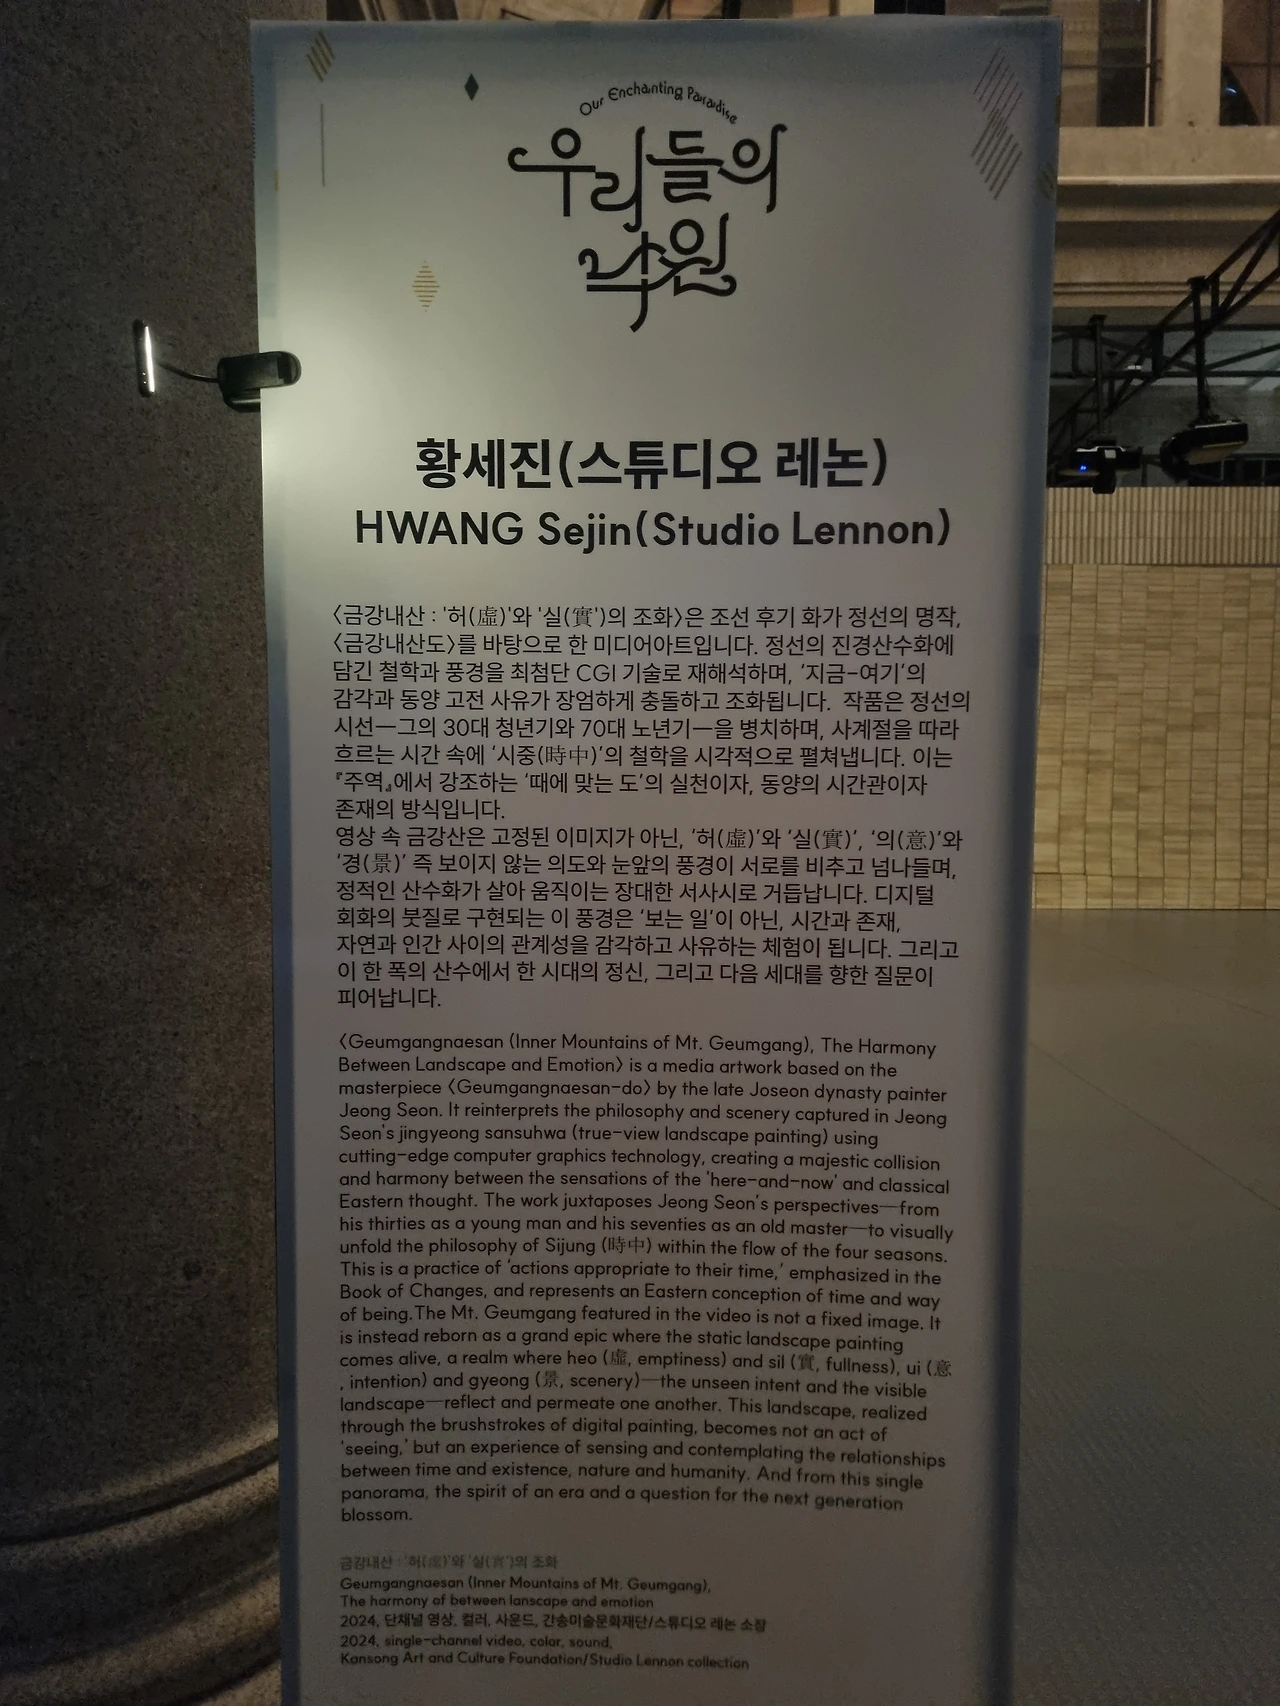 Our Enchanting Paradise
우리들의
낙원
황세진(스튜디오 레논)
HWANG Sejin(Studio Lennon)
〈금강내산 : '허(虛)'와 '실(實')의 조화〉은 조선 후기 화가 정선의 명작,
〈금강내산도〉를 바탕으로 한 미디어아트입니다. 정선의 진경산수화에
담긴 철학과 풍경을 최첨단 CGI 기술로 재해석하며, ‘지금-여기’의
감각과 동양 고전 사유가 장엄하게 충돌하고 조화됩니다. 작품은 정선의
시선—그의 30대 청년기와 70대 노년기—을 병치하며, 사계절을 따라
흐르는 시간 속에 ‘시중(時中)’의 철학을 시각적으로 펼쳐냅니다. 이는
『주역』에서 강조하는 ‘때에 맞는 도’의 실천이자, 동양의 시간관이자
존재의 방식입니다.
영상 속 금강산은 고정된 이미지가 아닌, ‘허(虛)’와 ‘실(實)’, ‘의(意)’와
‘경(景)’ 즉 보이지 않는 의도와 눈앞의 풍경이 서로를 비추고 넘나들며,
정적인 산수화가 살아 움직이는 장대한 서사시로 거듭납니다. 디지털
회화의 붓질로 구현되는 이 풍경은 ‘보는 일’이 아닌, 시간과 존재,
자연과 인간 사이의 관계성을 감각하고 사유하는 체험이 됩니다. 그리고
이 한 폭의 산수에서 한 시대의 정신, 그리고 다음 세대를 향한 질문이
피어납니다.
〈Geumgangnaesan (Inner Mountains of Mt. Geumgang), The Harmony
Between Landscape and Emotion〉 is a media artwork based on the
masterpiece 〈Geumgangnaesan-do〉 by the late Joseon dynasty painter
Jeong Seon. It reinterprets the philosophy and scenery captured in Jeong
Seon's jingyeong sansuhwa (true-view landscape painting) using
cutting-edge computer graphics technology, creating a majestic collision
and harmony between the sensations of the 'here-and-now' and classical
Eastern thought. The work juxtaposes Jeong Seon's perspectives—from
his thirties as a young man and his seventies as an old master—to visually
unfold the philosophy of Sijung (時中) within the flow of the four seasons.
This is a practice of 'actions appropriate to their time,' emphasized in the
Book of Changes, and represents an Eastern conception of time and way
of being.The Mt. Geumgang featured in the video is not a fixed image. It
is instead reborn as a grand epic where the static landscape painting
comes alive, a realm where heo (虛, emptiness) and sil (實, fullness), ui (意
, intention) and gyeong (景, scenery)—the unseen intent and the visible
landscape—reflect and permeate one another. This landscape, realized
through the brushstrokes of digital painting, becomes not an act of
'seeing,' but an experience of sensing and contemplating the relationships
between time and existence, nature and humanity. And from this single
panorama, the spirit of an era and a question for the next generation
blossom.
금강내산 : '허(虛)'와 '실(實')의 조화
Geumgangnaesan (Inner Mountains of Mt. Geumgang),
The harmony of between lanscape and emotion
2024, 단채널 영상, 컬러, 사운드, 간송미술문화재단/스튜디오 레논 소장
2024, single-channel video, color, sound,
Kansong Art and Culture Foundation/Studio Lennon collection